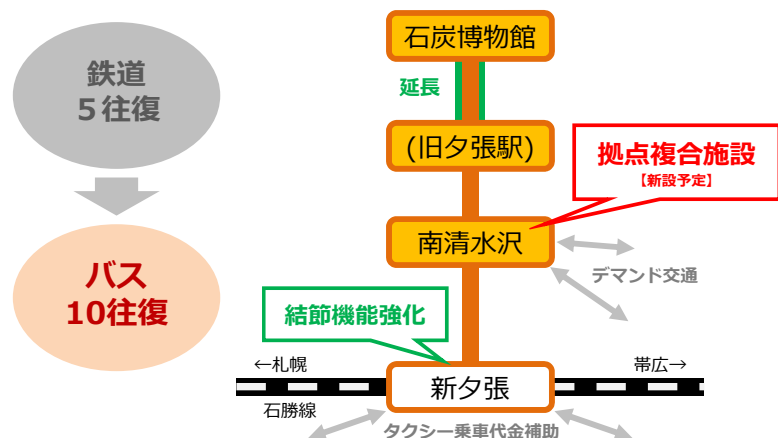 鉄道
5往復
バス
10往復
石炭博物館
延長
(旧夕張駅)
拠点複合施設
【新設予定】
南清水沢
デマンド交通
結節機能強化
←札幌
帯広→
新夕張
石勝線
タクシー乗車代金補助